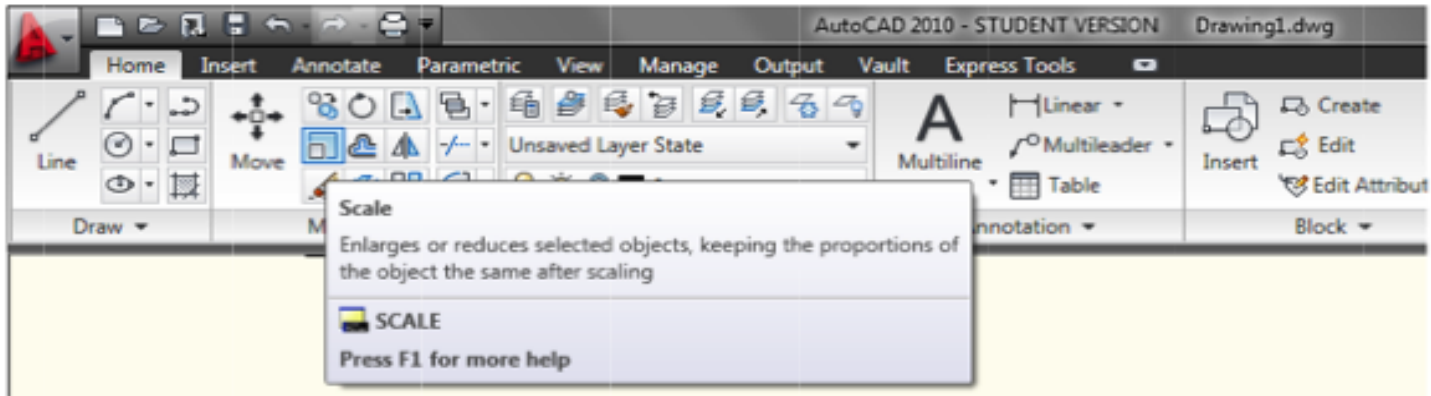 AutoCAD 2010 - STUDENT VERSION Drawing1.dwg
Home Insert Annotate Parametric View Manage Output Vault Express Tools
Line
Move
Unsaved Layer State
Multiline
Linear
Multileader
Table
Insert
Create
Edit
Edit Attribut
Draw
M
nnotation
Block
Scale
Enlarges or reduces selected objects, keeping the proportions of
the object the same after scaling
SCALE
Press F1 for more help